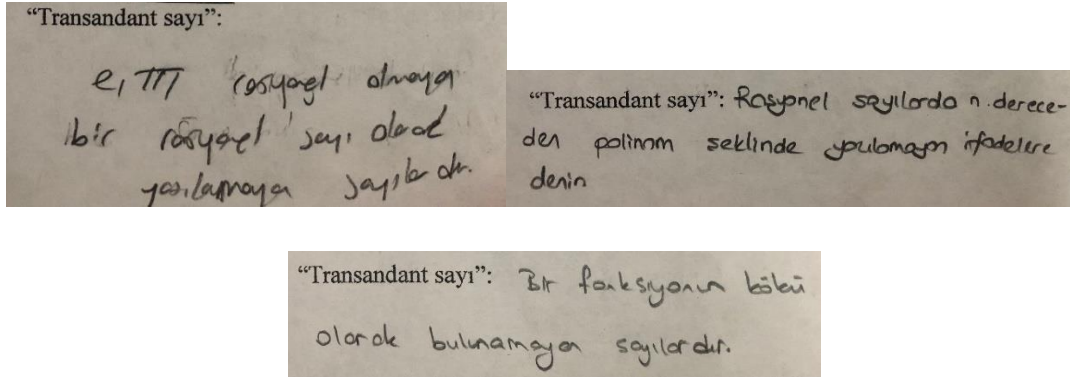 “Transandant sayı”:
e, π, rasyonel olmayan
bir rasyonel sayı olarak
yazılamayan sayılardır.
“Transandant sayı”: Rasyonel sayılarda n. derece-
den polinom şeklinde yazılamayan ifadelere
denir
“Transandant sayı”: Bir fonksiyonun kökü
olarak bulunamayan sayılardır.